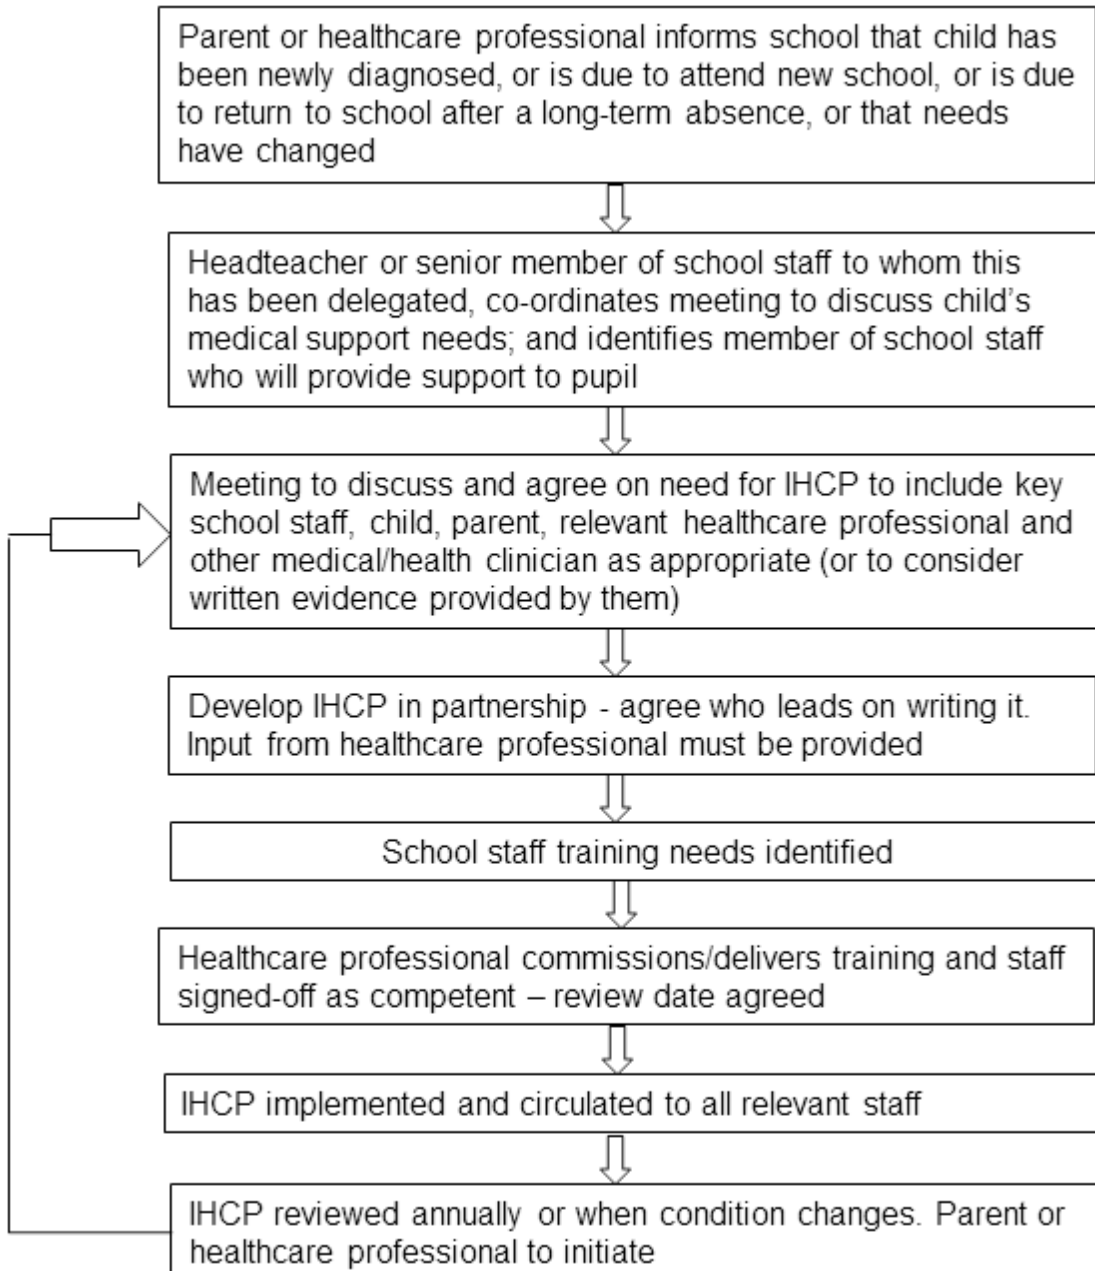 Parent or healthcare professional informs school that child has
been newly diagnosed, or is due to attend new school, or is due
to return to school after a long-term absence, or that needs
have changed
Headteacher or senior member of school staff to whom this
has been delegated, co-ordinates meeting to discuss child's
medical support needs; and identifies member of school staff
who will provide support to pupil
Meeting to discuss and agree on need for IHCP to include key
school staff, child, parent, relevant healthcare professional and
other medical/health clinician as appropriate (or to consider
written evidence provided by them)
Develop IHCP in partnership - agree who leads on writing it.
Input from healthcare professional must be provided
School staff training needs identified
Healthcare professional commissions/delivers training and staff
signed-off as competent – review date agreed
IHCP implemented and circulated to all relevant staff
IHCP reviewed annually or when condition changes. Parent or
healthcare professional to initiate